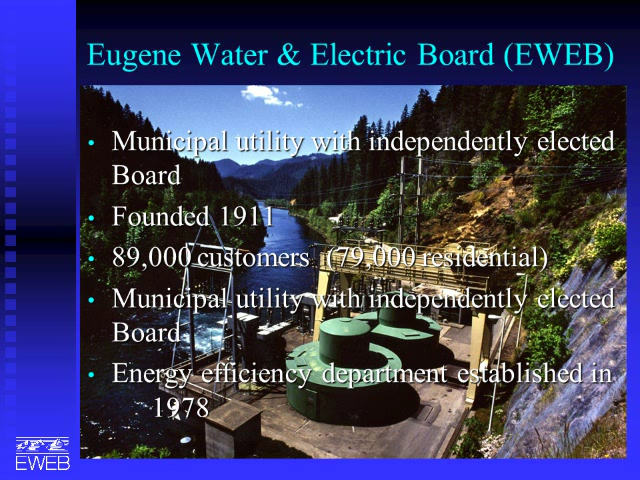 Eugene Water & Electric Board (EWEB)
• Municipal utility with independently elected
Board
• Founded 1911
• 89,000 customers (79,000 residential)
• Municipal utility with independently elected
Board
• Energy efficiency department established in
1978
EWEB